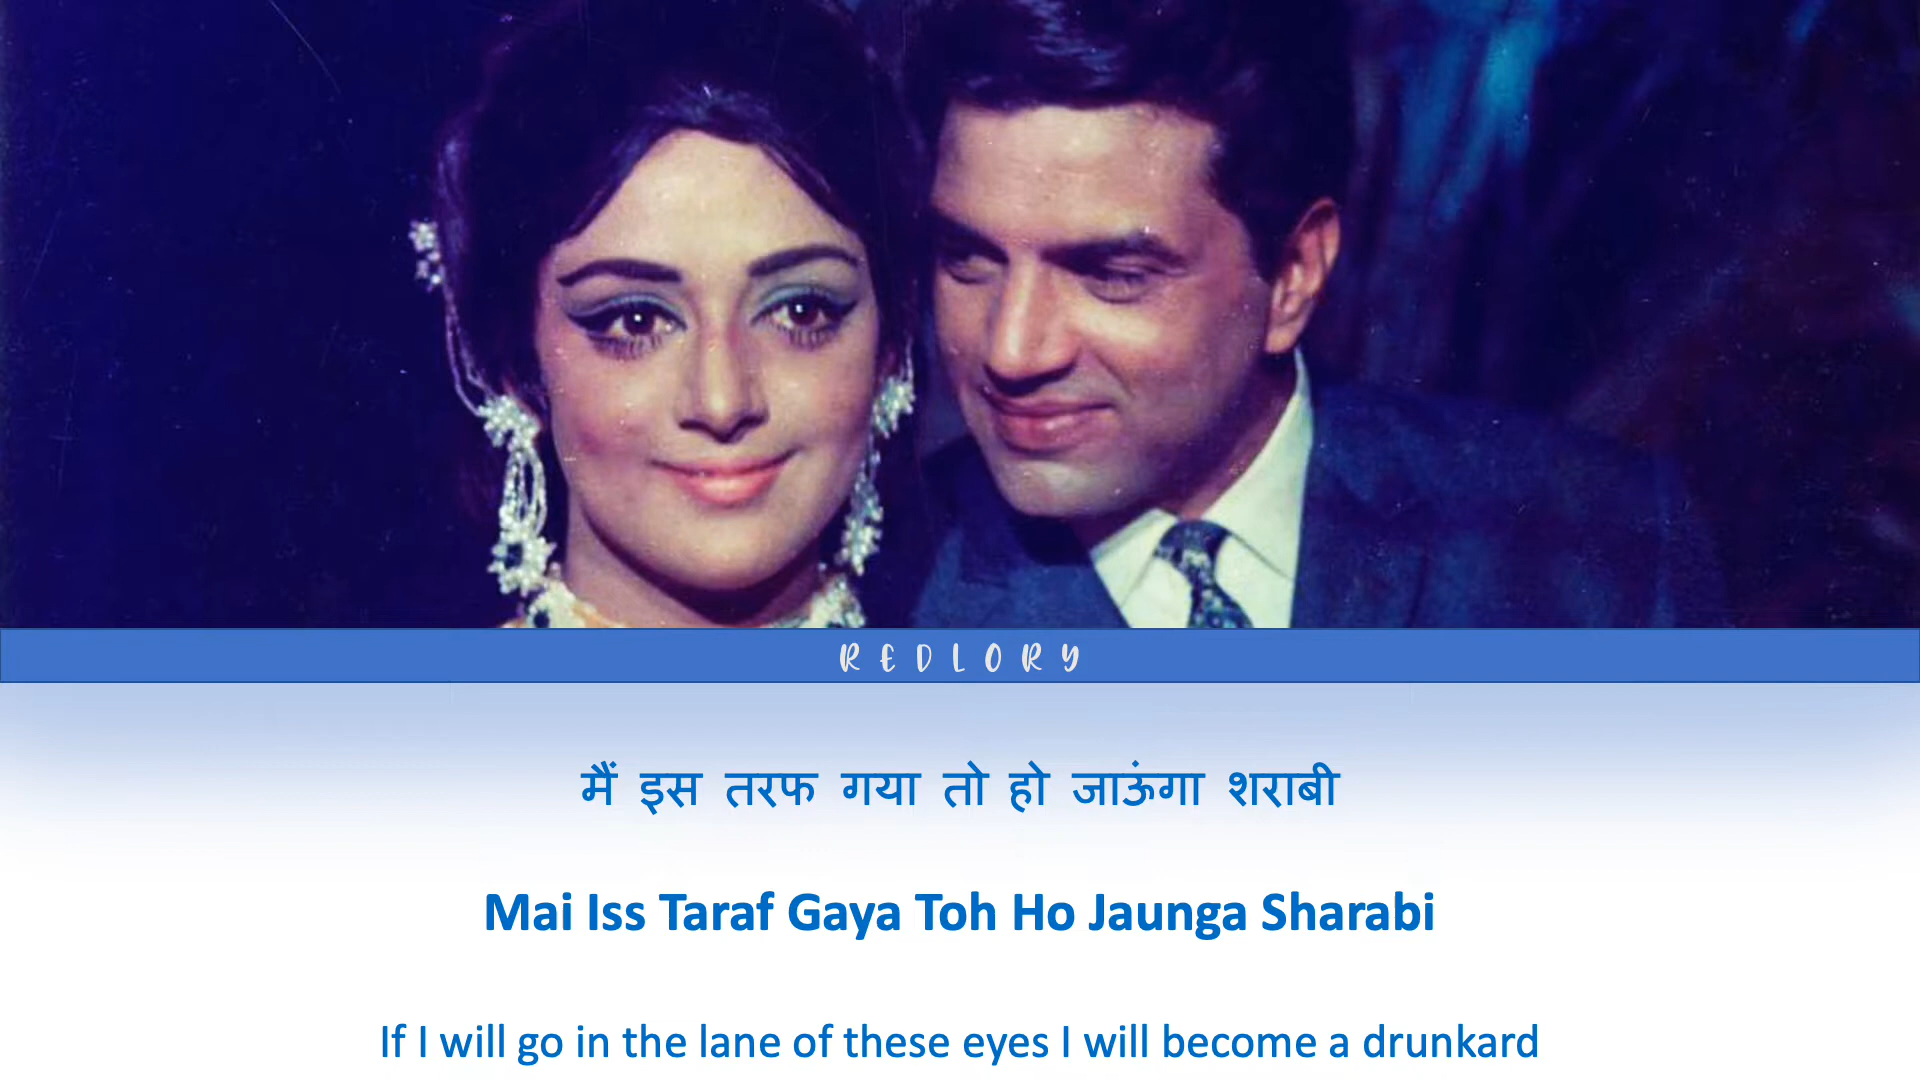 REDLORY
मैं इस तरफ गया तो हो जाऊंगा शराबी
Mai Iss Taraf Gaya Toh Ho Jaunga Sharabi
If I will go in the lane of these eyes I will become a drunkard